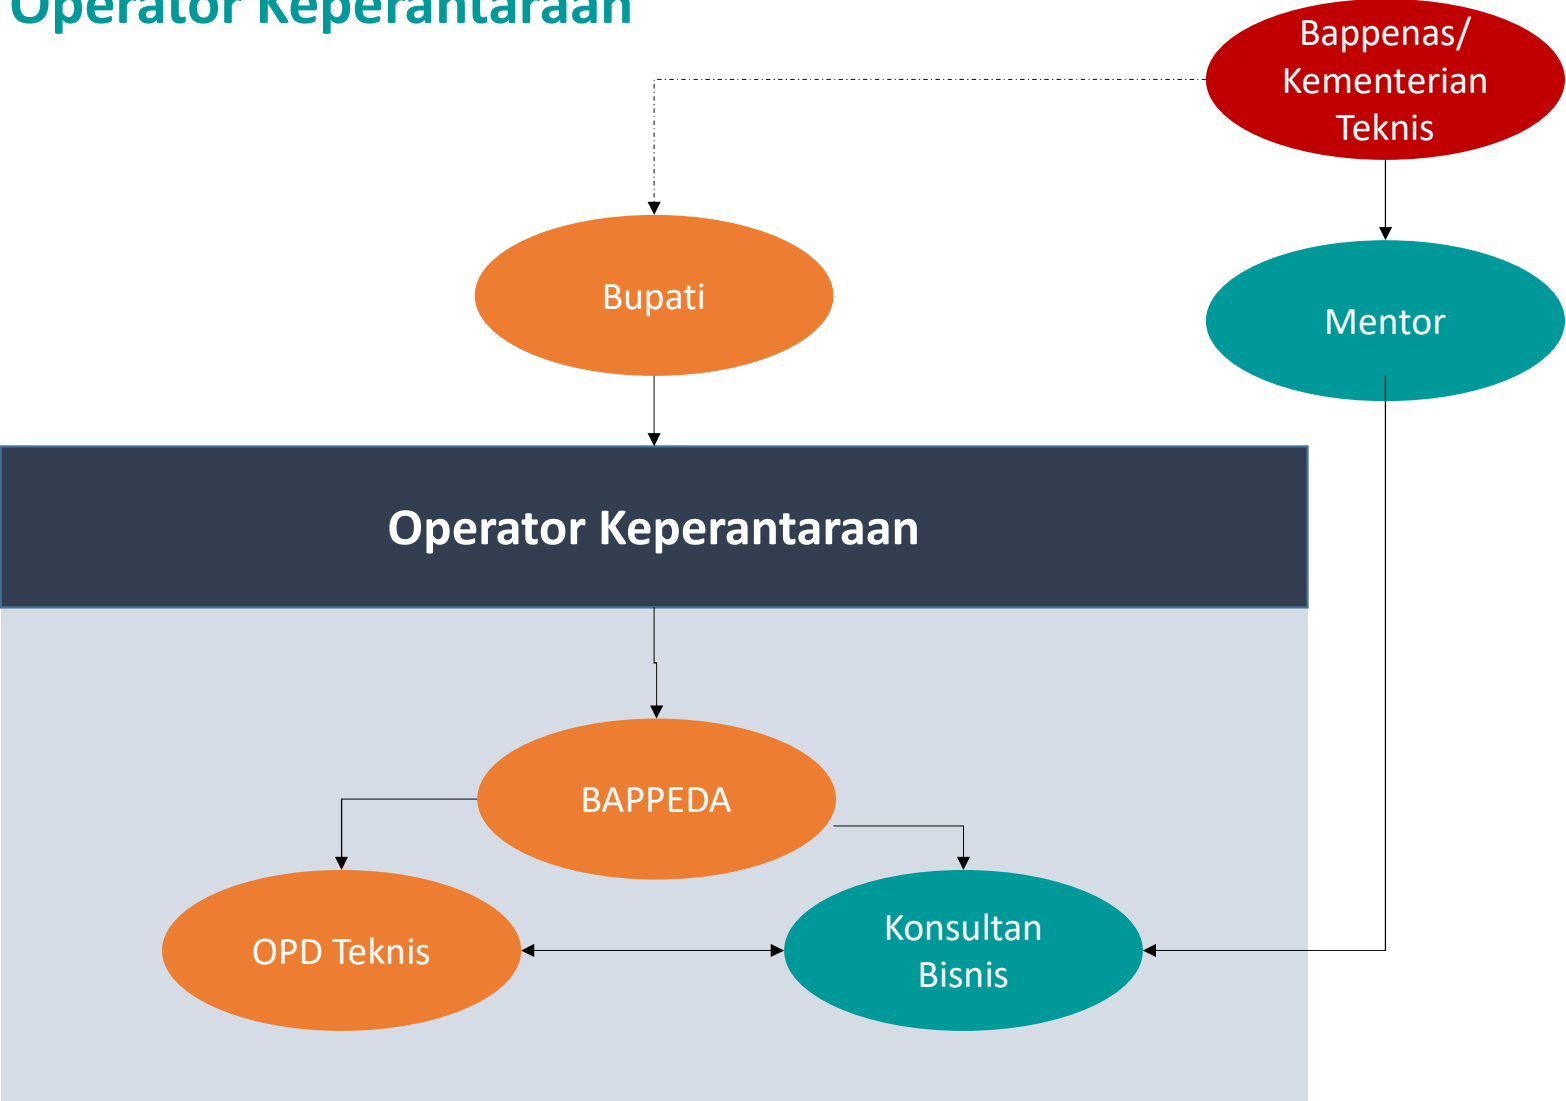 Operator Keperantaraan
Bappenas/
Kementerian
Teknis
Bupati
Mentor
Operator Keperantaraan
BAPPEDA
OPD Teknis
Konsultan
Bisnis